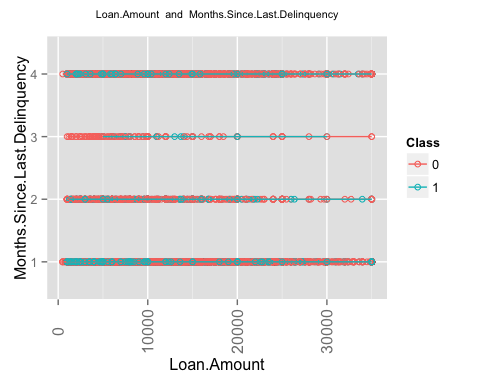 Loan.Amount and Months.Since.Last.Delinquency
Months.Since.Last.Delinquency
4
3
2
1
0
10000
20000
30000
Loan.Amount
Class
0
1